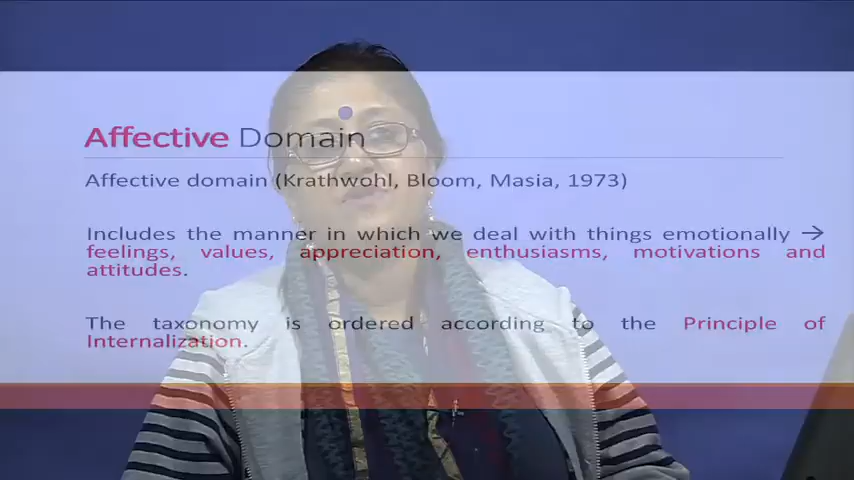 Affective Domain
Affective domain (Krathwohl, Bloom, Masia, 1973)
Includes the manner in which we deal with things emotionally →
feelings, values, appreciation, enthusiasms, motivations and
attitudes.
The taxonomy is ordered according to the Principle of
Internalization.